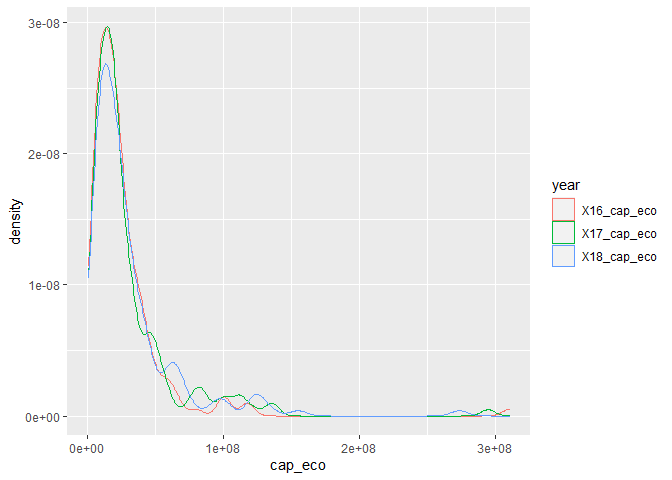 3e-08
2e-08
1e-08
0e+00
density
0e+00 1e+08 2e+08 3e+08
cap_eco
year
X16_cap_eco
X17_cap_eco
X18_cap_eco